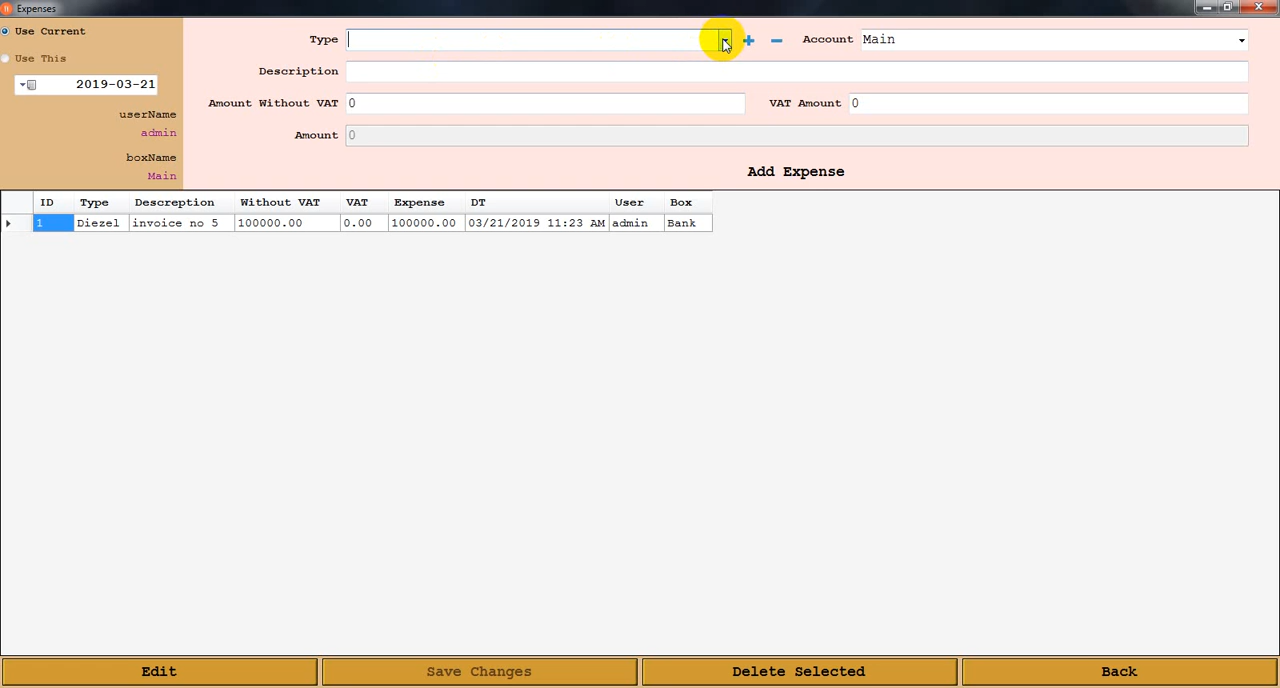 Expenses
Use Current
Use This
2019-03-21
userName
admin
boxName
Main
Type
Account Main
Description
Amount Without VAT 0
VAT Amount 0
Amount 0
Add Expense
ID Type Descreption Without VAT VAT Expense DT User Box
1 Diezel invoice no 5 100000.00 0.00 100000.00 03/21/2019 11:23 AM admin Bank
Edit Save Changes Delete Selected Back